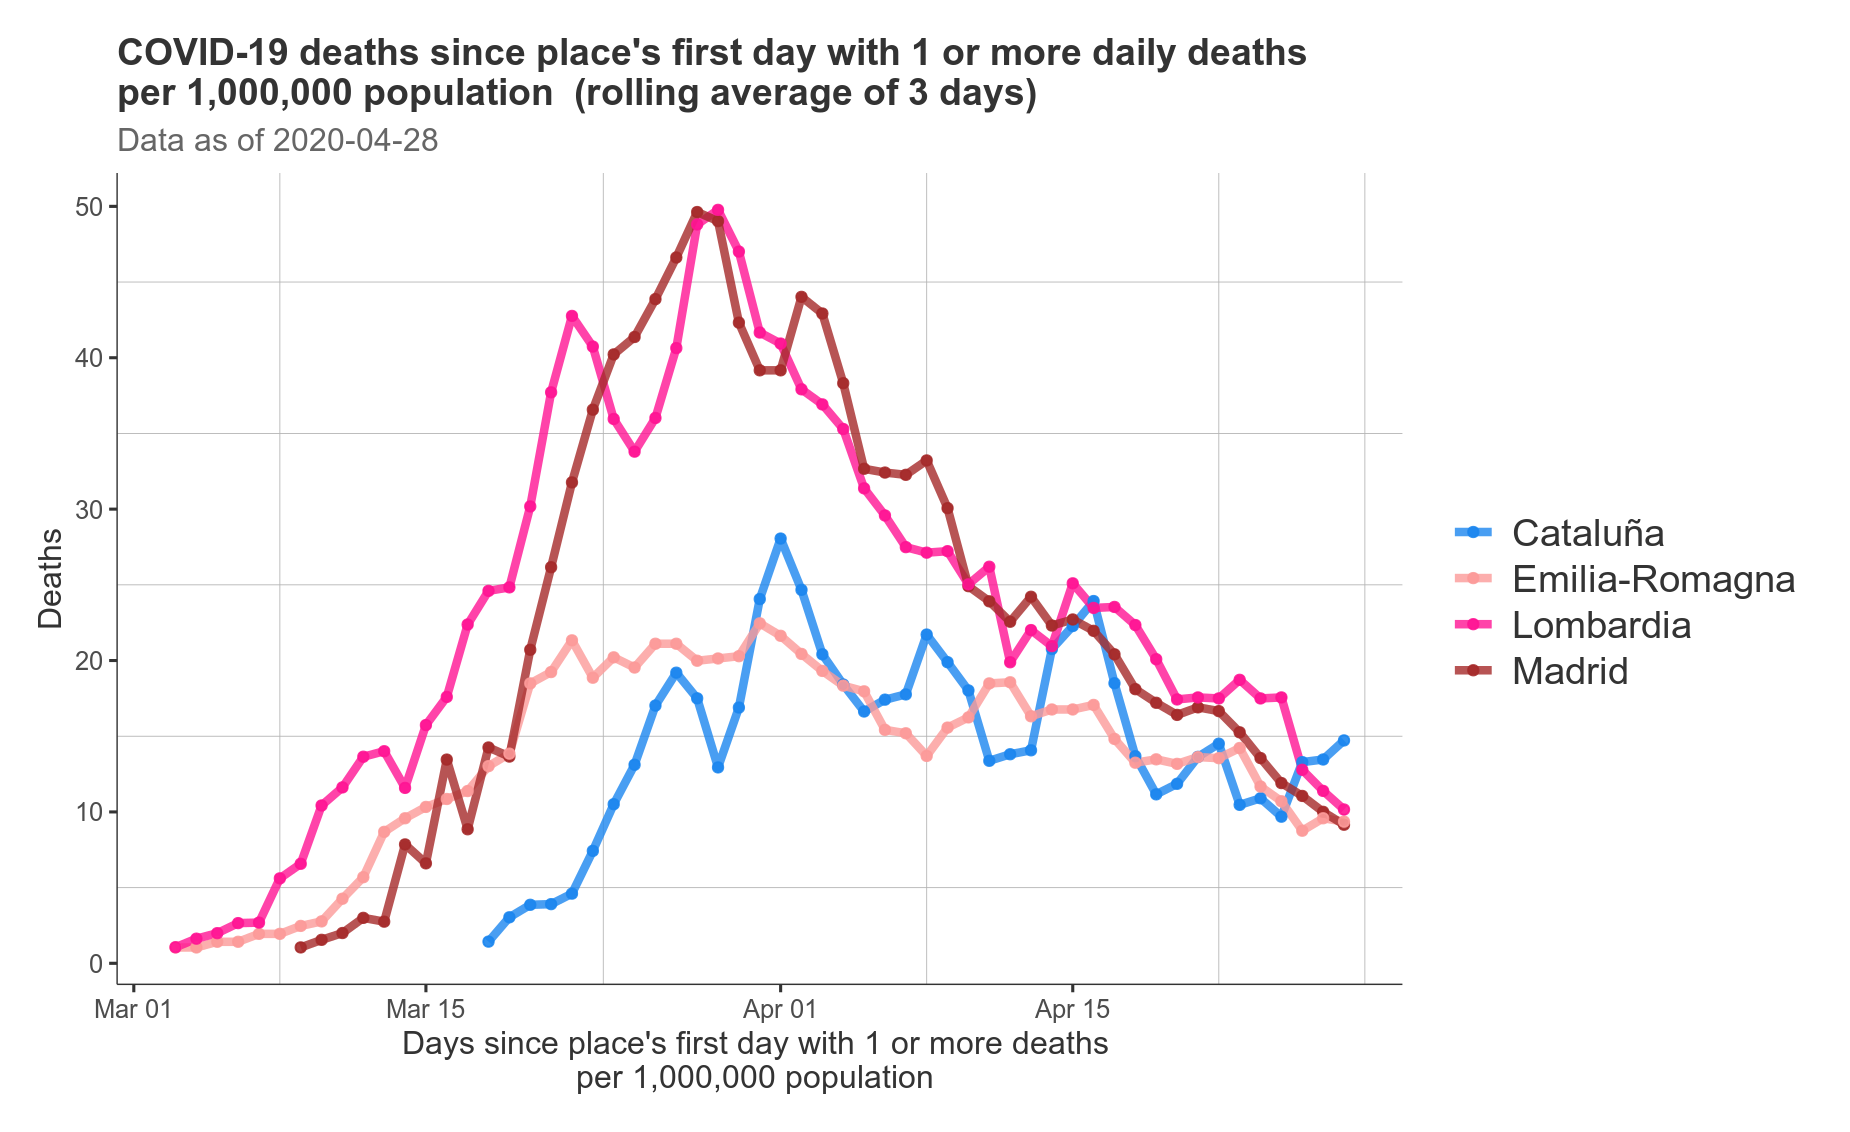 COVID-19 deaths since place's first day with 1 or more daily deaths
per 1,000,000 population  (rolling average of 3 days)
Data as of 2020-04-28
50
40
30
20
10
0
Deaths
Mar 01
Mar 15
Apr 01
Apr 15
Days since place's first day with 1 or more deaths
per 1,000,000 population
Cataluña
Emilia-Romagna
Lombardia
Madrid